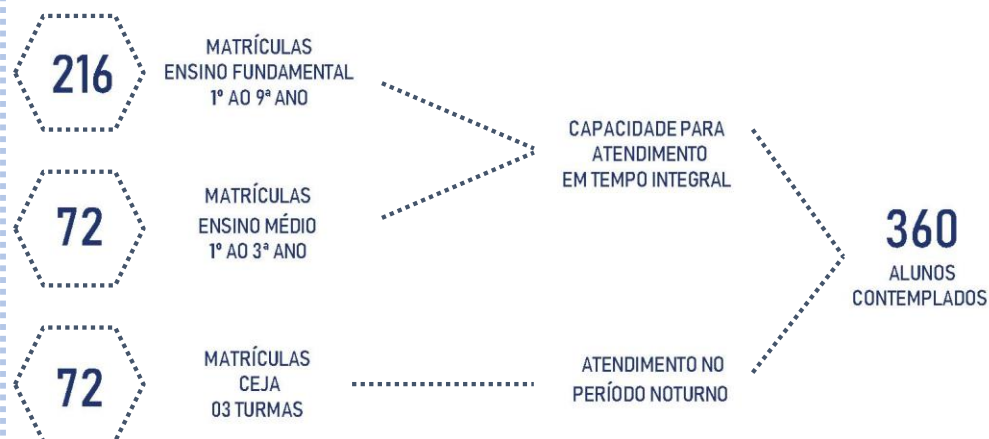 216
MATRÍCULAS
ENSINO FUNDAMENTAL
1º AO 9ª ANO
72
MATRÍCULAS
ENSINO MÉDIO
1º AO 3ª ANO
72
MATRÍCULAS
CEJA
03 TURMAS
CAPACIDADE PARA
ATENDIMENTO
EM TEMPO INTEGRAL
ATENDIMENTO NO
PERÍODO NOTURNO
360
ALUNOS
CONTEMPLADOS